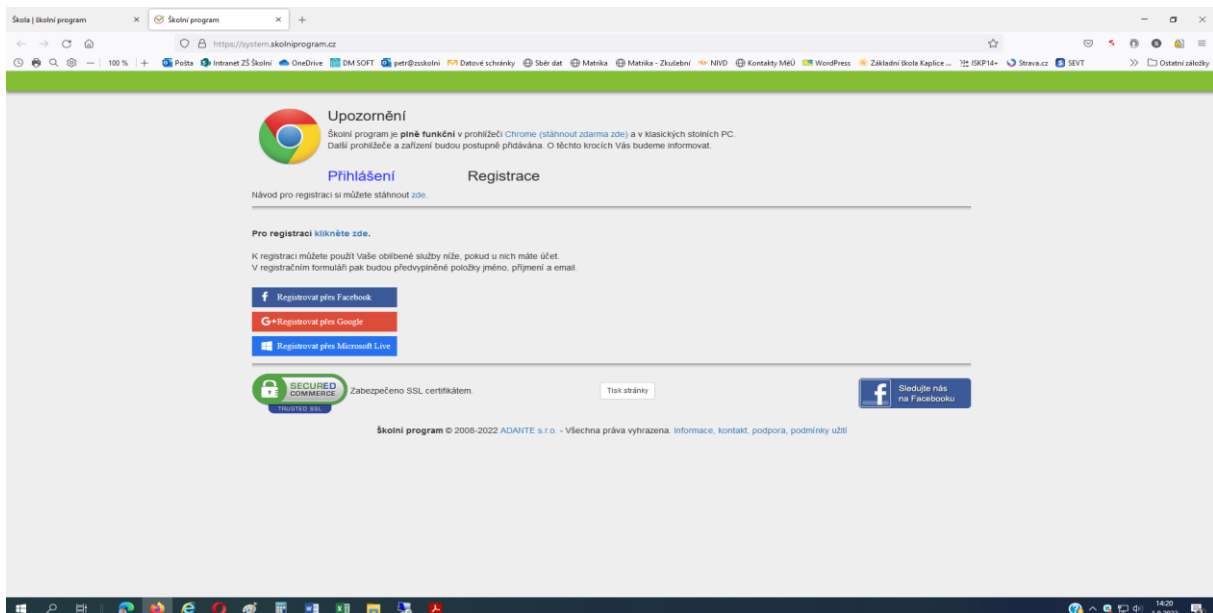 Škola | školní program
Školní program
https://system.skolniprogram.cz
100 %
Pošta
Intranet ZŠ Školní
OneDrive
DM SOFT
petr@zsskolni
Datové schránky
Sběr dat
Matrika
Matrika - Zkušební
NIVD
Kontakty MěÚ
WordPress
Základní škola Kaplice ...
ISKP14+
Strava.cz
SEVT
Ostatní záložky
Upozornění
Školní program je plně funkční v prohlížeči Chrome (stáhnout zdarma zde) a v klasických stolních PC.
Další prohlížeče a zařízení budou postupně přidávána. O těchto krocích Vás budeme informovat.
Přihlášení Registrace
Návod pro registraci si můžete stáhnout zde.
Pro registraci klikněte zde.
K registraci můžete použít Vaše oblíbené služby níže, pokud u nich máte účet.
V registračním formuláři pak budou předvyplněné položky jméno, příjmení a email.
Registrovat přes Facebook
G+ Registrovat přes Google
Registrovat přes Microsoft Live
SECURED
COMMERCE
TRUSTED SSL
Zabezpečeno SSL certifikátem.
Tisk stránky
Sledujte nás
na Facebooku
Školní program © 2008-2022 ADANTE s.r.o. - Všechna práva vyhrazena. Informace, kontakt, podpora, podmínky užití
14:20